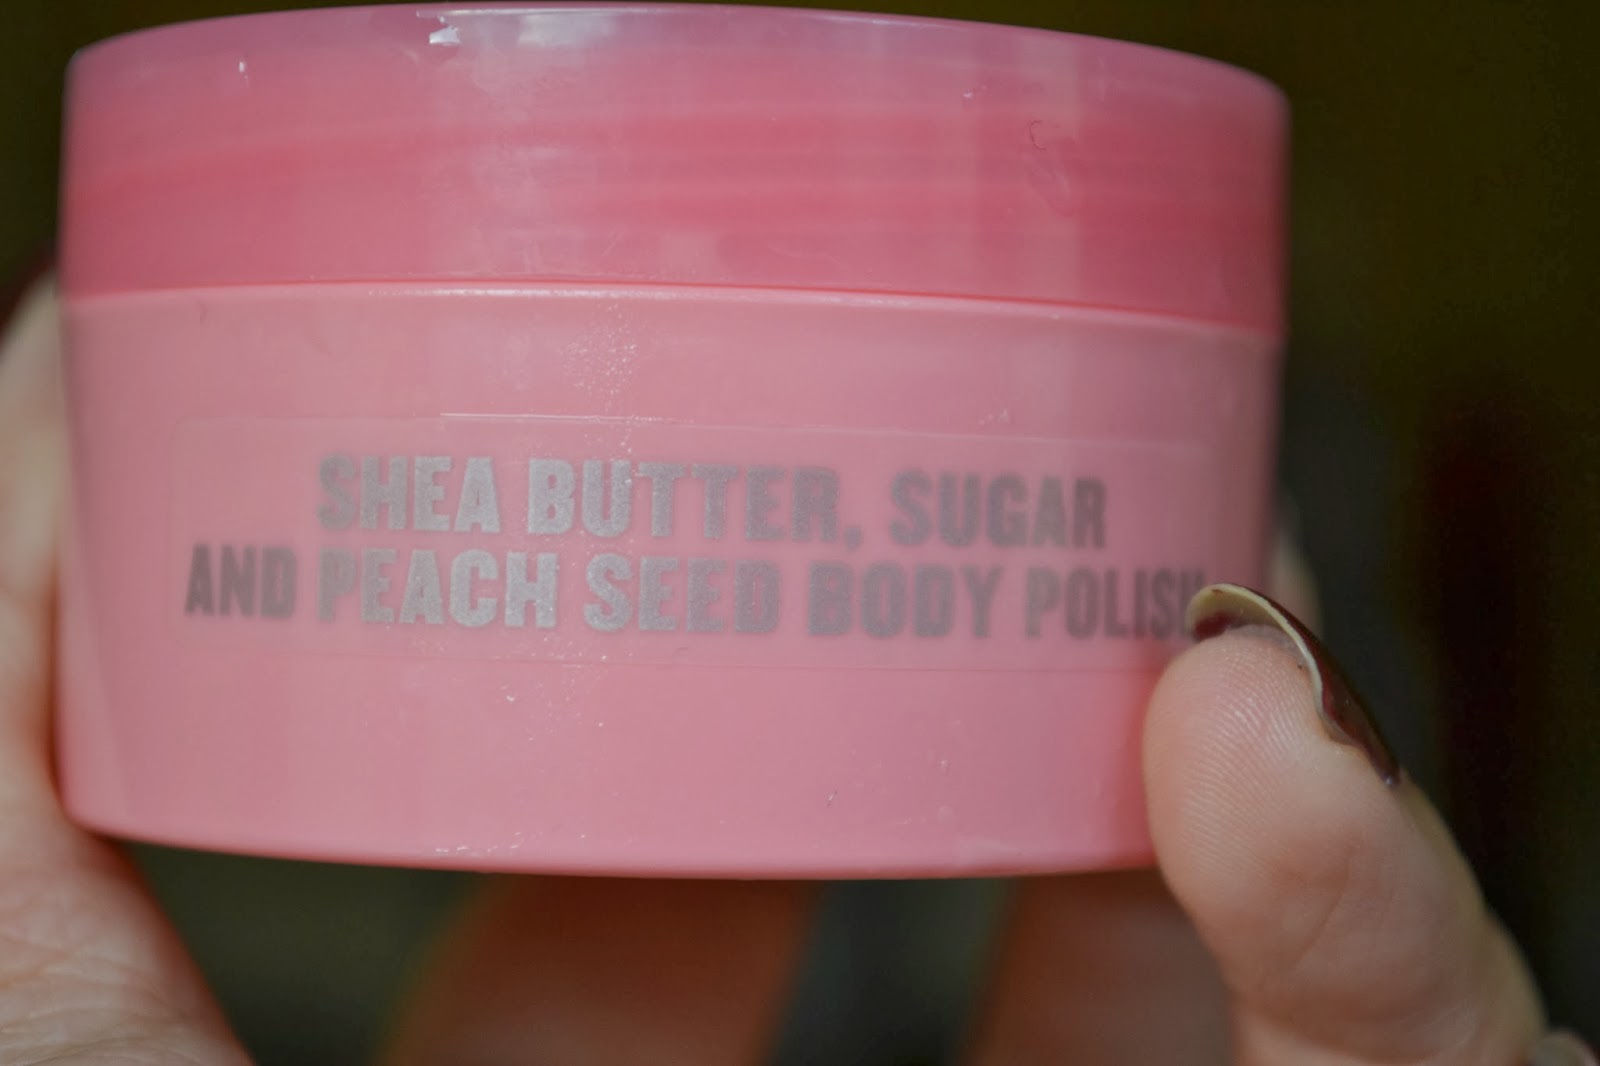 SHEA BUTTER, SUGAR
AND PEACH SEED BODY POLISH